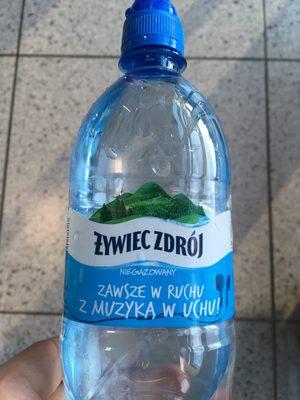 ŻYWIEC ZDRÓJ
NIEGAZOWANY
ZAWSZE W RUCHU
Z MUZYKĄ W UCHU!